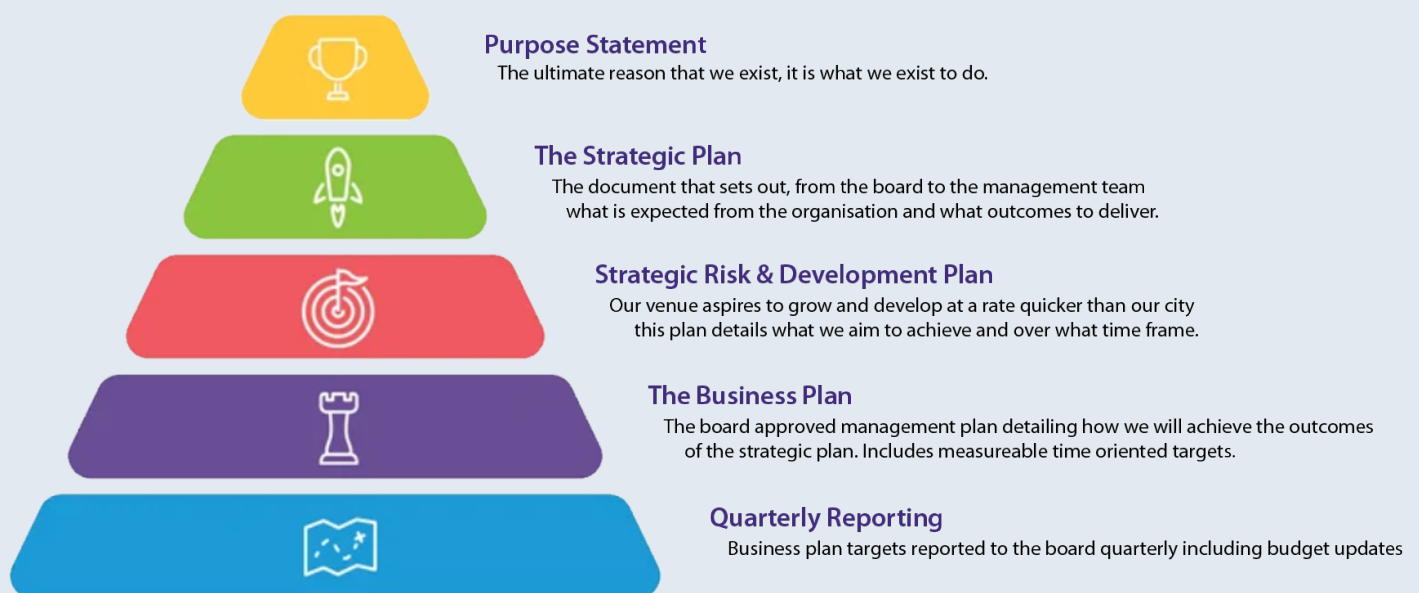 Purpose Statement
The ultimate reason that we exist, it is what we exist to do.
The Strategic Plan
The document that sets out, from the board to the management team
what is expected from the organisation and what outcomes to deliver.
Strategic Risk & Development Plan
Our venue aspires to grow and develop at a rate quicker than our city
this plan details what we aim to achieve and over what time frame.
The Business Plan
The board approved management plan detailing how we will achieve the outcomes
of the strategic plan. Includes measureable time oriented targets.
Quarterly Reporting
Business plan targets reported to the board quarterly including budget updates